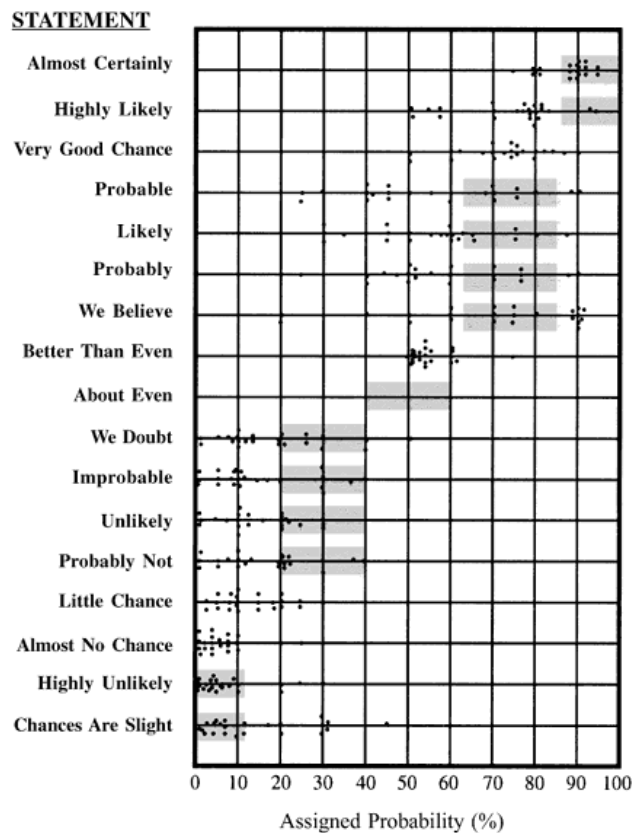 STATEMENT
Almost Certainly
Highly Likely
Very Good Chance
Probable
Likely
Probably
We Believe
Better Than Even
About Even
We Doubt
Improbable
Unlikely
Probably Not
Little Chance
Almost No Chance
Highly Unlikely
Chances Are Slight
0 10 20 30 40 50 60 70 80 90 100
Assigned Probability (%)